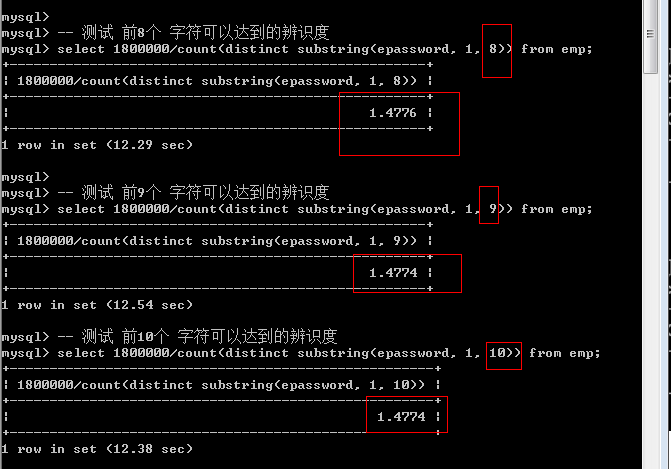 mysql>
mysql> -- 测试 前8个 字符可以达到的辨识度
mysql> select 1800000/count(distinct substring(epassword, 1, 8)) from emp;
+----------------------------------------------------+
¦ 1800000/count(distinct substring(epassword, 1, 8)) ¦
+----------------------------------------------------+
¦ 1.4776 ¦
+----------------------------------------------------+
1 row in set (12.29 sec)
mysql>
mysql> -- 测试 前9个 字符可以达到的辨识度
mysql> select 1800000/count(distinct substring(epassword, 1, 9)) from emp;
+----------------------------------------------------+
¦ 1800000/count(distinct substring(epassword, 1, 9)) ¦
+----------------------------------------------------+
¦ 1.4774 ¦
+----------------------------------------------------+
1 row in set (12.54 sec)
mysql> -- 测试 前10个 字符可以达到的辨识度
mysql> select 1800000/count(distinct substring(epassword, 1, 10)) from emp;
+-----------------------------------------------------+
¦ 1800000/count(distinct substring(epassword, 1, 10)) ¦
+-----------------------------------------------------+
¦ 1.4774 ¦
+-----------------------------------------------------+
1 row in set (12.38 sec)